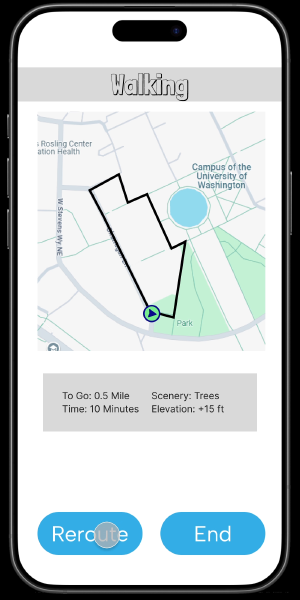 Walking
s Rosling Center
ation Health
Campus of the
University of
Washington
W Stevens Wy NE
Park
To Go: 0.5 Mile
Scenery: Trees
Time: 10 Minutes
Elevation: +15 ft
Reroute
End